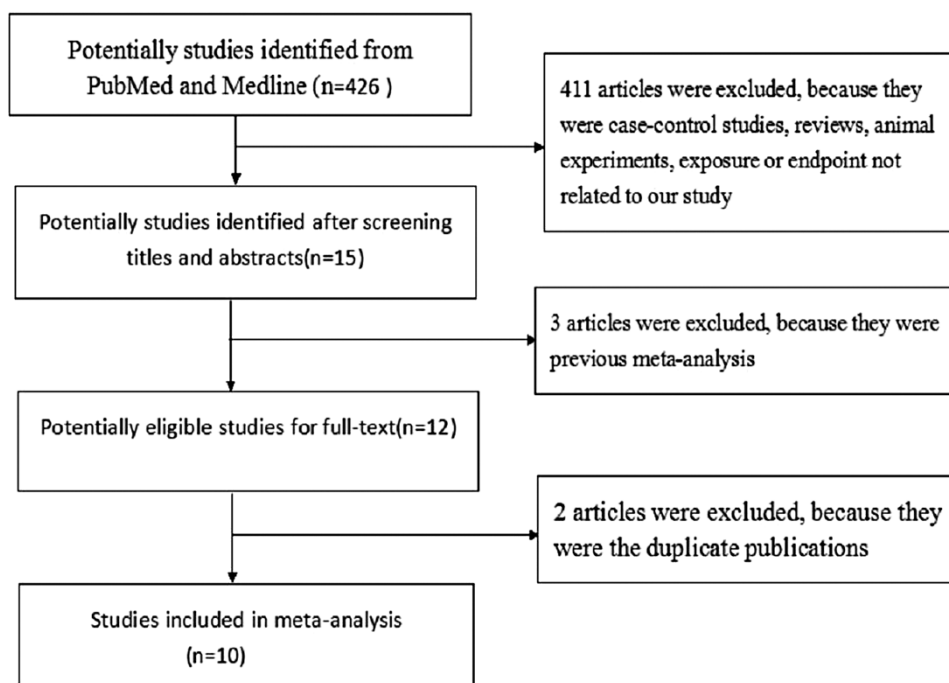 Potentially studies identified from
PubMed and Medline (n=426 )
411 articles were excluded, because they
were case-control studies, reviews, animal
experiments, exposure or endpoint not
related to our study
Potentially studies identified after screening
titles and abstracts(n=15)
3 articles were excluded, because they were
previous meta-analysis
Potentially eligible studies for full-text(n=12)
2 articles were excluded, because they
were the duplicate publications
Studies included in meta-analysis
(n=10)